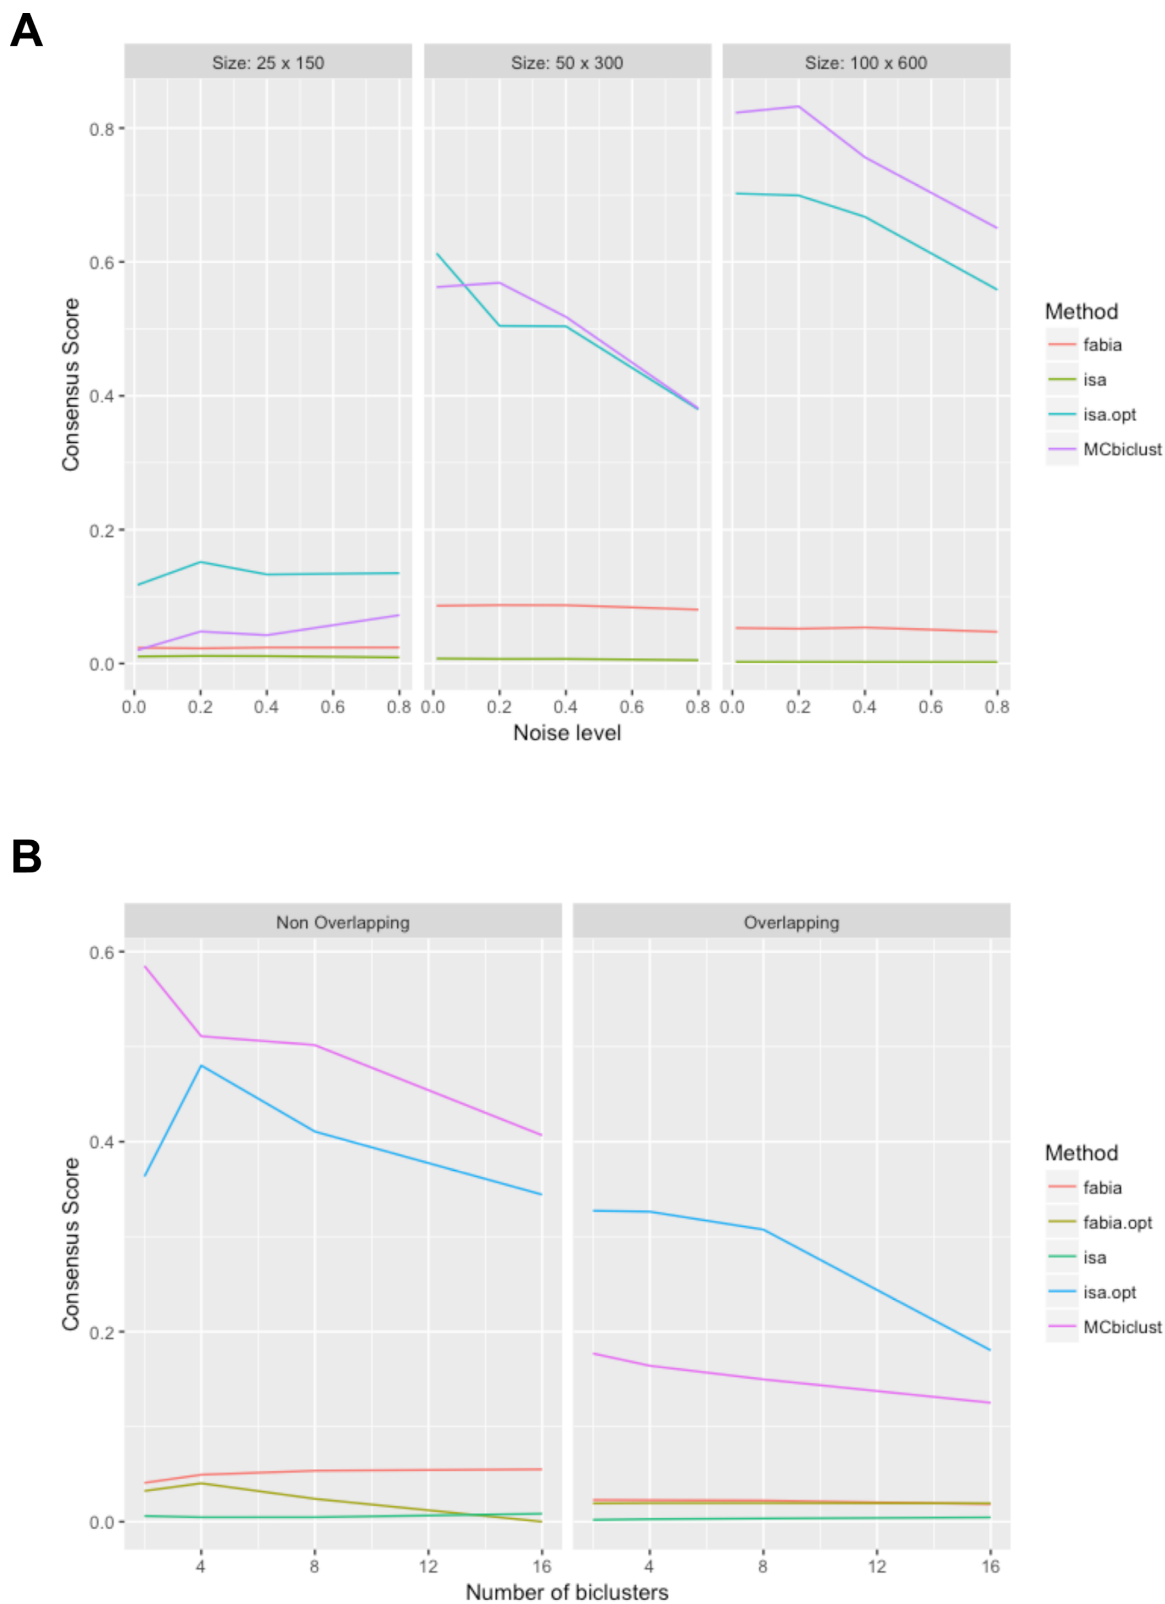 A
Size: 25 x 150 Size: 50 x 300 Size: 100 x 600
0.8
0.6
0.4
0.2
0.0
Consensus Score
0.0 0.2 0.4 0.6 0.8 0.0 0.2 0.4 0.6 0.8 0.0 0.2 0.4 0.6 0.8
Noise level
Method
fabia
isa
isa.opt
MCbiclust
B
Non Overlapping Overlapping
0.6
0.4
0.2
0.0
Consensus Score
4 8 12 16 4 8 12 16
Number of biclusters
Method
fabia
fabia.opt
isa
isa.opt
MCbiclust